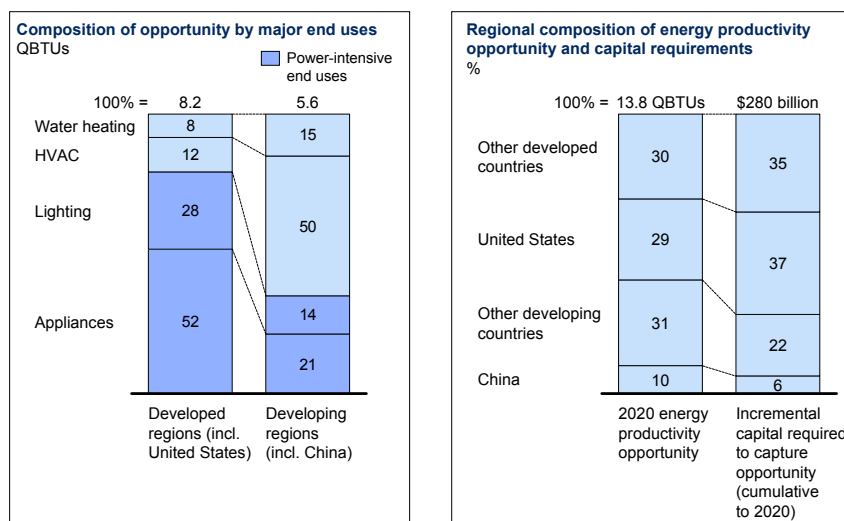 Composition of opportunity by major end uses
QBTUs
Power-intensive
end uses
100% = 8.2 5.6
Water heating 8 15
HVAC 12 50
Lighting 28 14
Appliances 52 21
Developed
regions (incl.
United States)
Developing
regions
(incl. China)
Regional composition of energy productivity
opportunity and capital requirements
%
100% = 13.8 QBTUs $280 billion
Other developed
countries
30 35
United States 29 37
Other developing
countries
31 22
China 10 6
2020 energy
productivity
opportunity
Incremental
capital required
to capture
opportunity
(cumulative
to 2020)